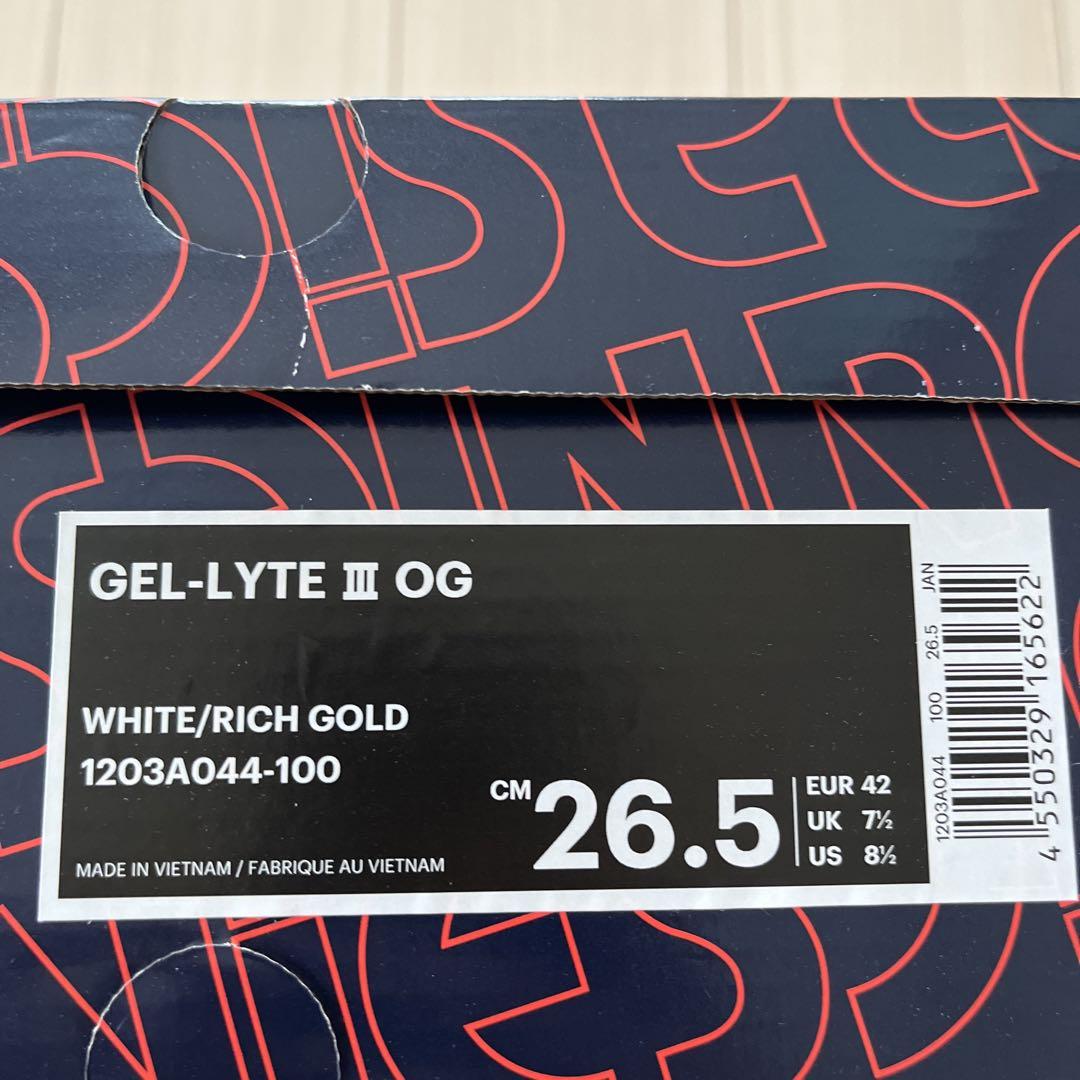 GEL-LYTE III OG
WHITE/RICH GOLD
1203A044-100
MADE IN VIETNAM / FABRIQUE AU VIETNAM
CM 26.5
EUR 42
UK 7½
US 8½
1203A044 100 26.5 JAN
4 550329 165622